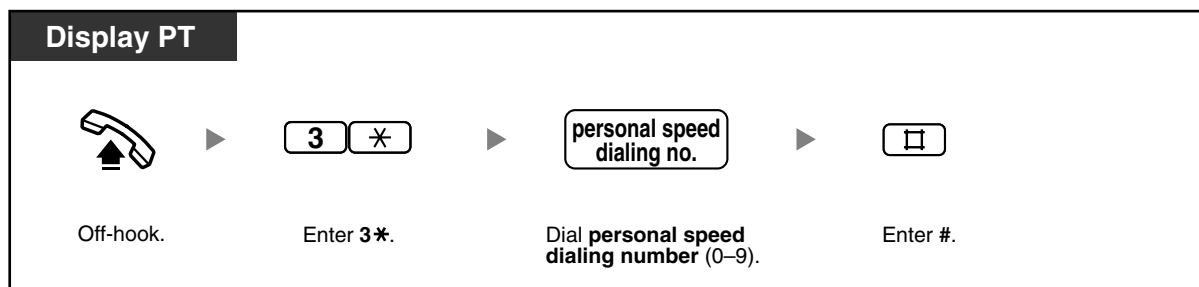 Display PT
3 ✳
personal speed
dialing no.
#
Off-hook.
Enter 3✳.
Dial personal speed
dialing number (0–9).
Enter #.